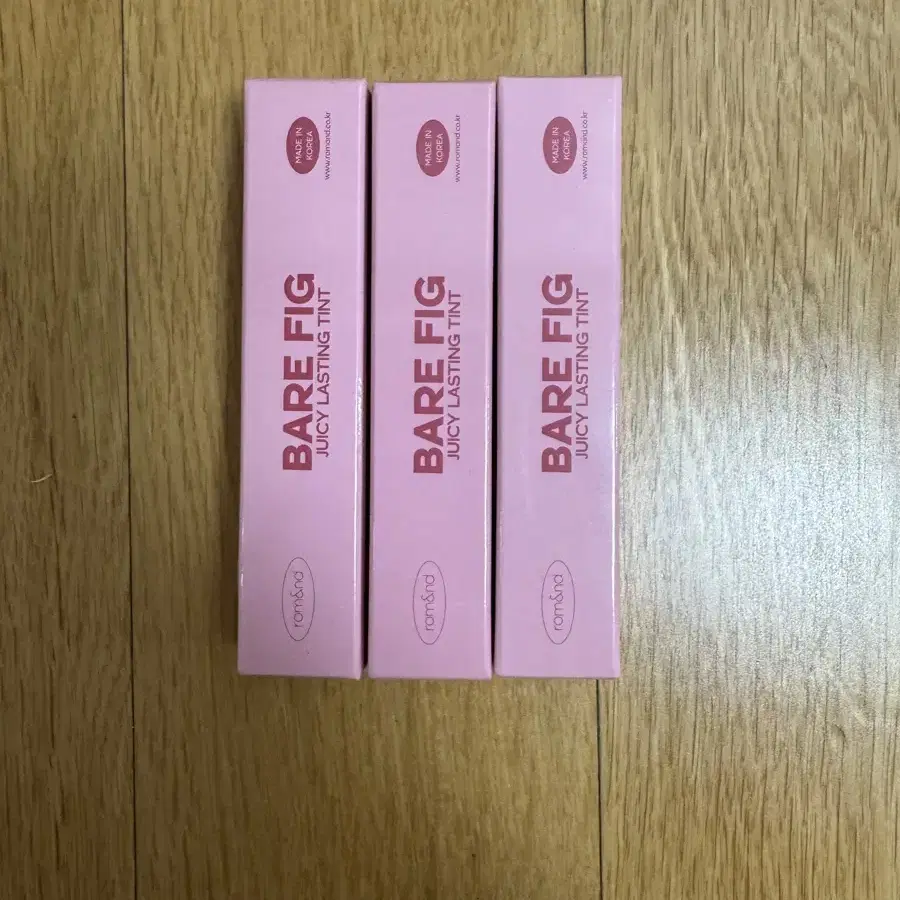 MADE IN
KOREA
www.romand.co.kr
BARE FIG
JUICY LASTING TINT
rom&nd
MADE IN
KOREA
www.romand.co.kr
BARE FIG
JUICY LASTING TINT
rom&nd
MADE IN
KOREA
www.romand.co.kr
BARE FIG
JUICY LASTING TINT
rom&nd